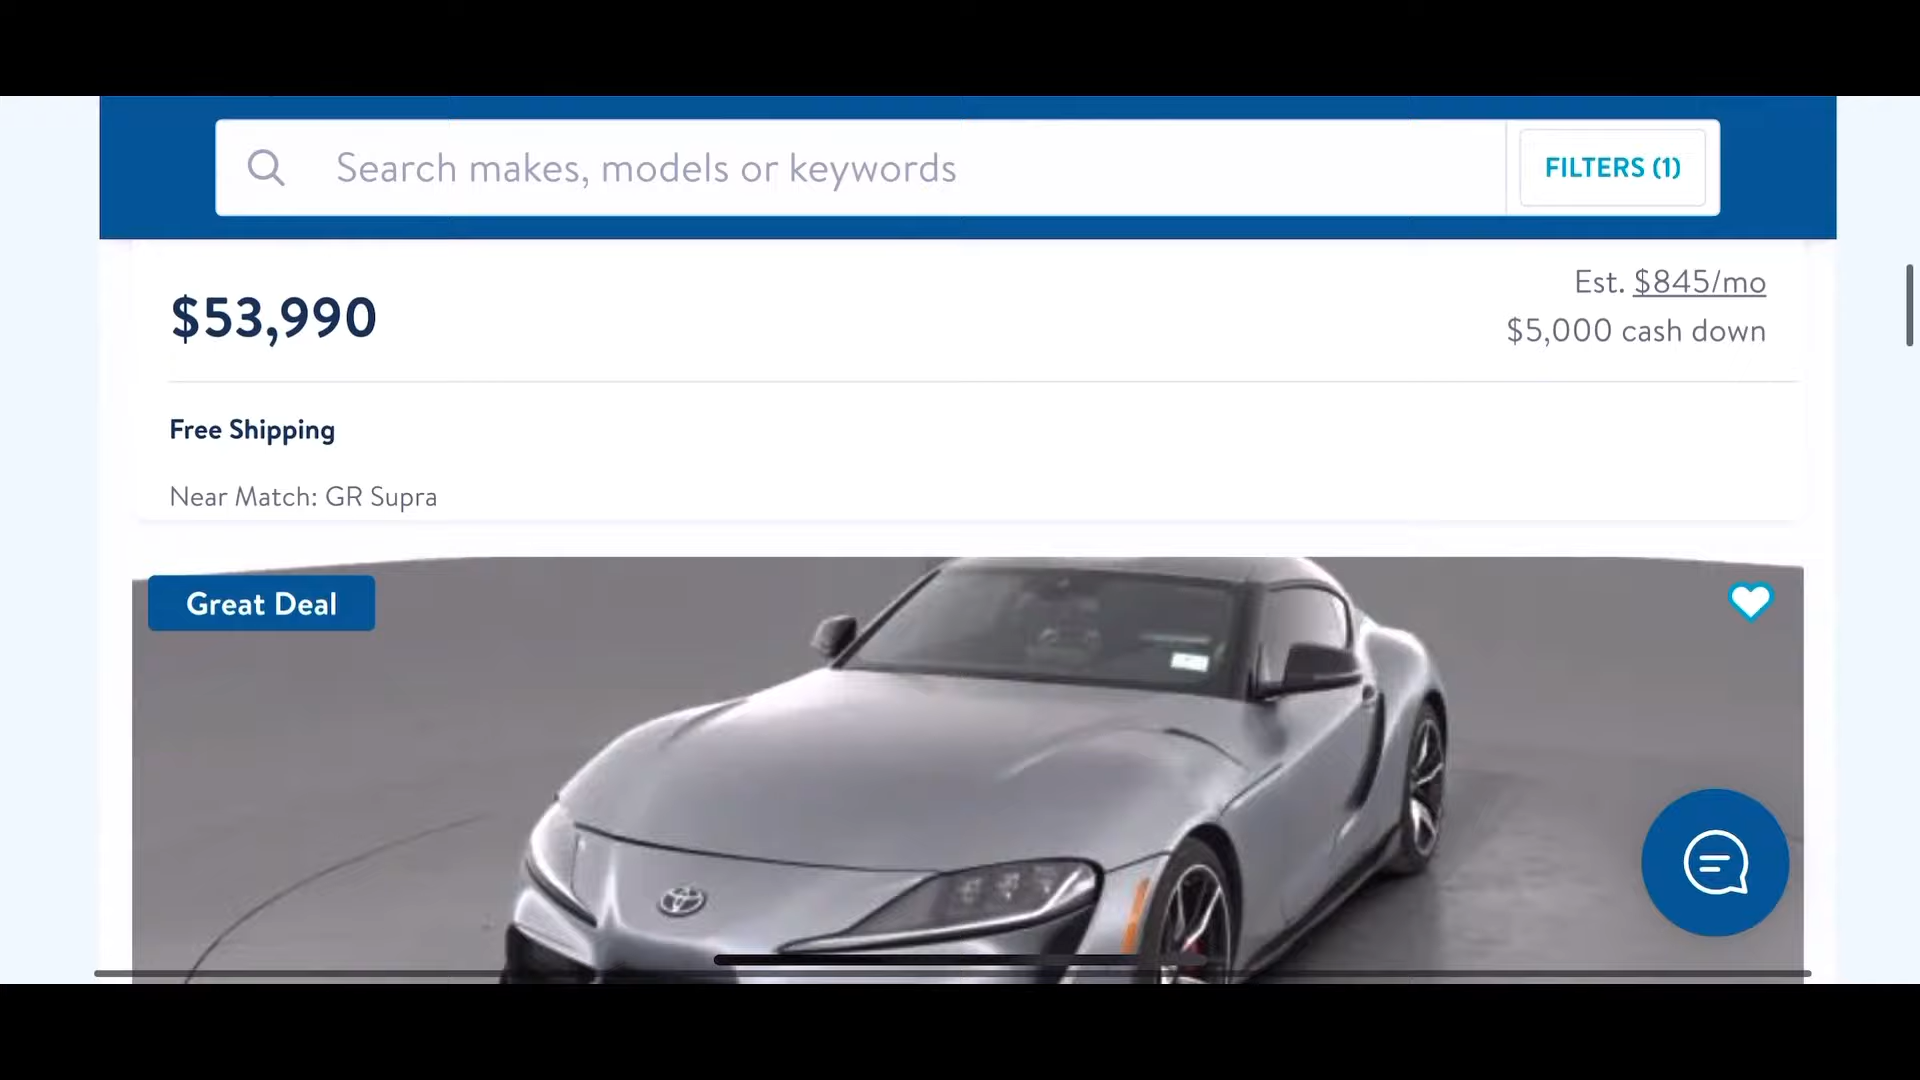 Search makes, models or keywords
FILTERS (1)
$53,990
Est. $845/mo
$5,000 cash down
Free Shipping
Near Match: GR Supra
Great Deal